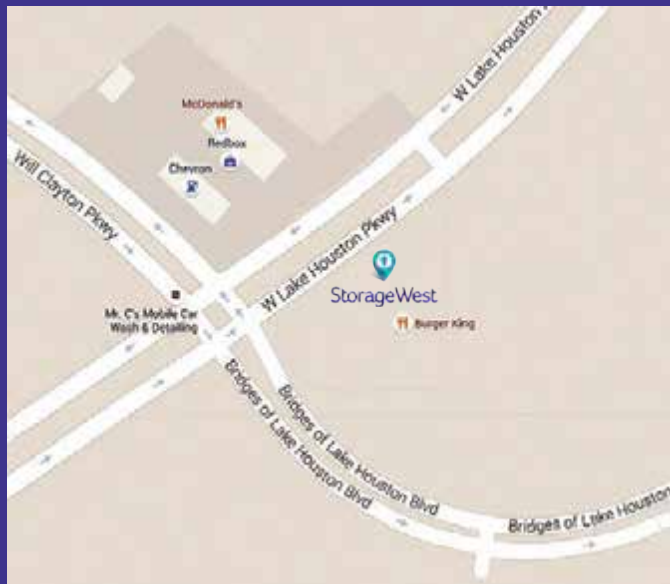 W Lake Houston P
McDonald's
Redbox
Chevron
Will Clayton Pkwy
W Lake Houston Pkwy
StorageWest
Mr. C's Mobile Car
Wash & Detailing
Burger King
Bridges of Lake Houston Blvd
Bridges of Lake Houston Blvd
Bridges of Lake Houston